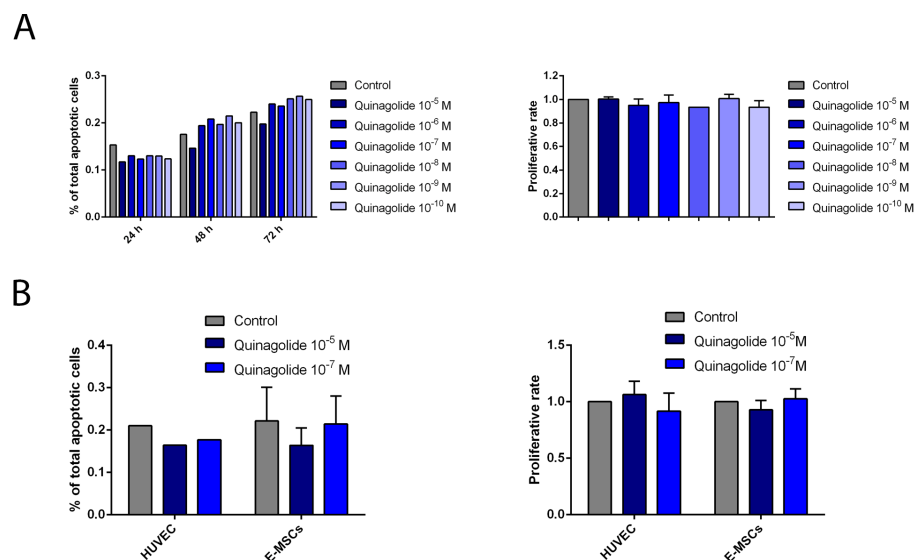 A
% of total apoptotic cells
0.3
0.2
0.1
0.0
24 h
48 h
72 h
Control
Quinagolide 10⁻⁵ M
Quinagolide 10⁻⁶ M
Quinagolide 10⁻⁷ M
Quinagolide 10⁻⁸ M
Quinagolide 10⁻⁹ M
Quinagolide 10⁻¹⁰ M
Proliferative rate
1.2
1.0
0.8
0.6
0.4
0.2
0.0
Control
Quinagolide 10⁻⁵ M
Quinagolide 10⁻⁶ M
Quinagolide 10⁻⁷ M
Quinagolide 10⁻⁸ M
Quinagolide 10⁻⁹ M
Quinagolide 10⁻¹⁰ M
B
% of total apoptotic cells
0.4
0.3
0.2
0.1
0.0
HUVEC
E-MSCs
Control
Quinagolide 10⁻⁵ M
Quinagolide 10⁻⁷ M
Proliferative rate
1.5
1.0
0.5
0.0
HUVEC
E-MSCs
Control
Quinagolide 10⁻⁵M
Quinagolide 10⁻⁷ M